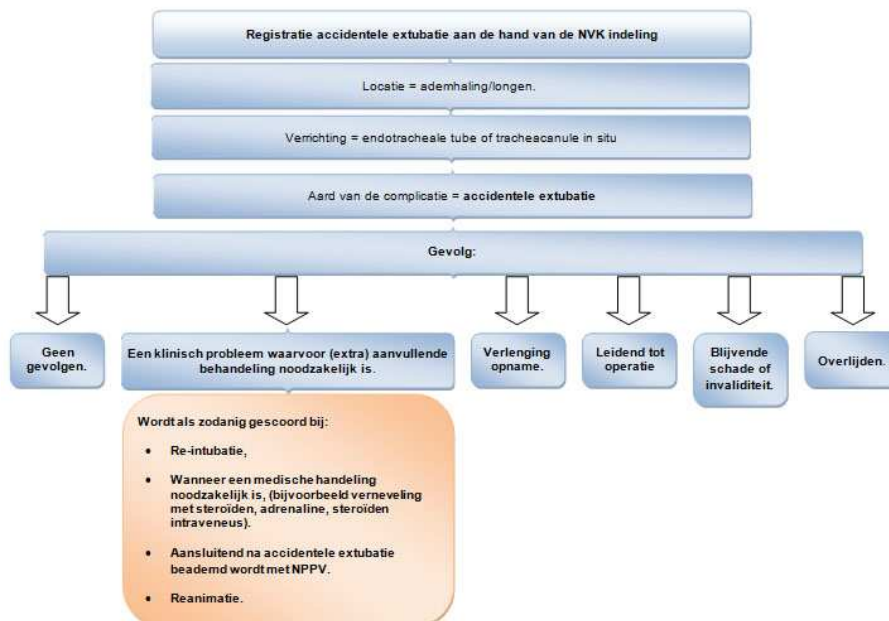 Registratie accidentele extubatie aan de hand van de NVK indeling
Locatie = ademhaling/longen.
Verrichting = endotracheale tube of tracheacanule in situ
Aard van de complicatie = accidentele extubatie
Gevolg:
Geen
gevolgen.
Een klinisch probleem waarvoor (extra) aanvullende
behandeling noodzakelijk is.
Verlenging
opname.
Leidend tot
operatie
Blijvende
schade of
invaliditeit.
Overlijden.
Wordt als zodanig gescoord bij:
• Re-intubatie,
• Wanneer een medische handeling
noodzakelijk is, (bijvoorbeeld verneveling
met steroïden, adrenaline, steroïden
intraveneus).
• Aansluitend na accidentele extubatie
beademd wordt met NPPV.
• Reanimatie.